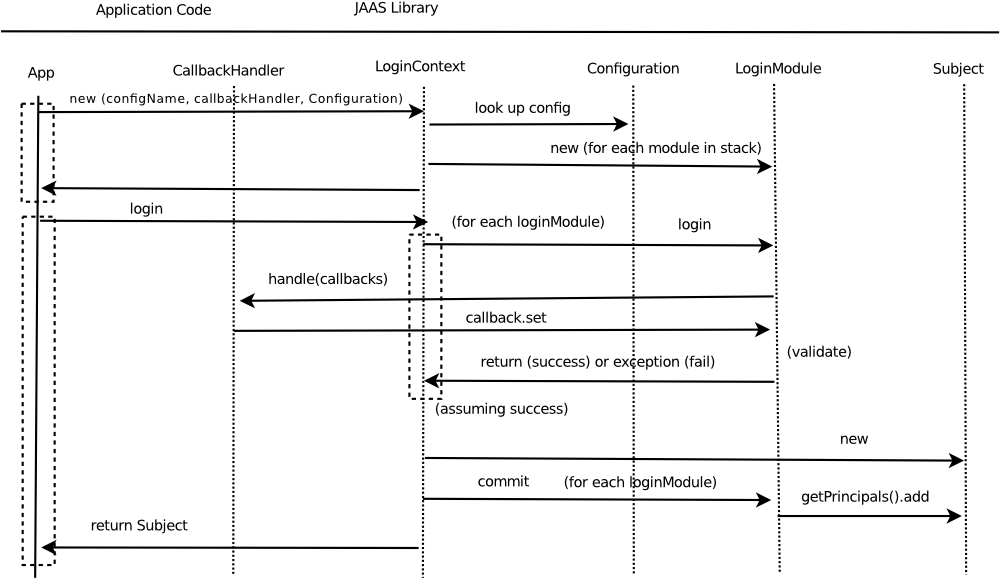 Application Code
JAAS Library
App
CallbackHandler
LoginContext
Configuration
LoginModule
Subject
new (configName, callbackHandler, Configuration)
look up config
new (for each module in stack)
login
(for each loginModule)
login
handle(callbacks)
callback.set
return (success) or exception (fail)
(validate)
(assuming success)
new
commit
(for each loginModule)
getPrincipals().add
return Subject